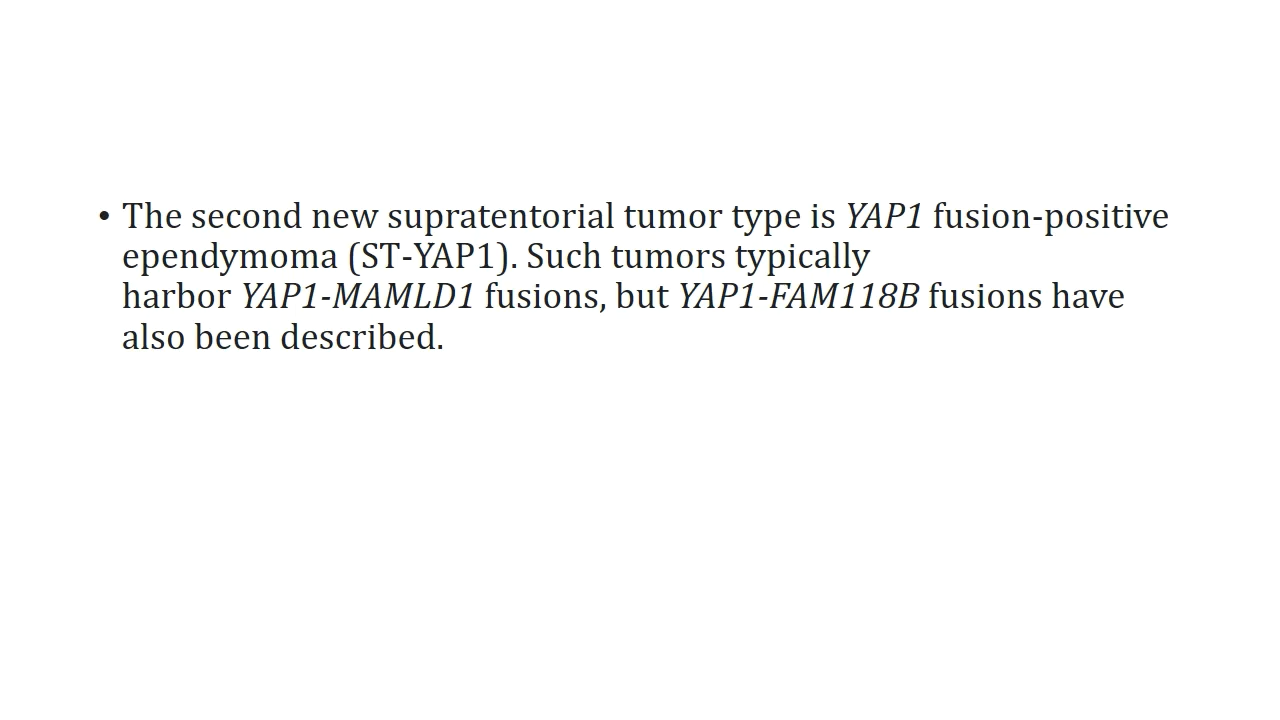 • The second new supratentorial tumor type is YAP1 fusion-positive
ependymoma (ST-YAP1). Such tumors typically
harbor YAP1-MAMLD1 fusions, but YAP1-FAM118B fusions have
also been described.